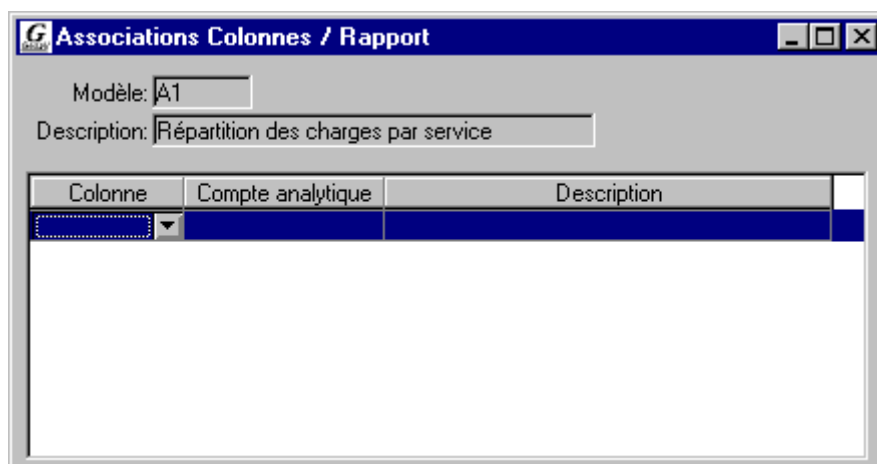 Associations Colonnes / Rapport
Modèle: A1
Description: Répartition des charges par service
Colonne Compte analytique Description